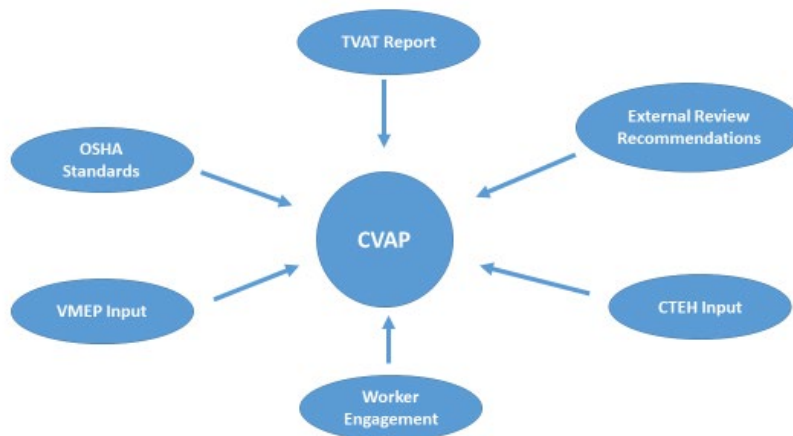 TVAT Report
External Review
Recommendations
OSHA
Standards
CVAP
VMEP Input
CTEH Input
Worker
Engagement